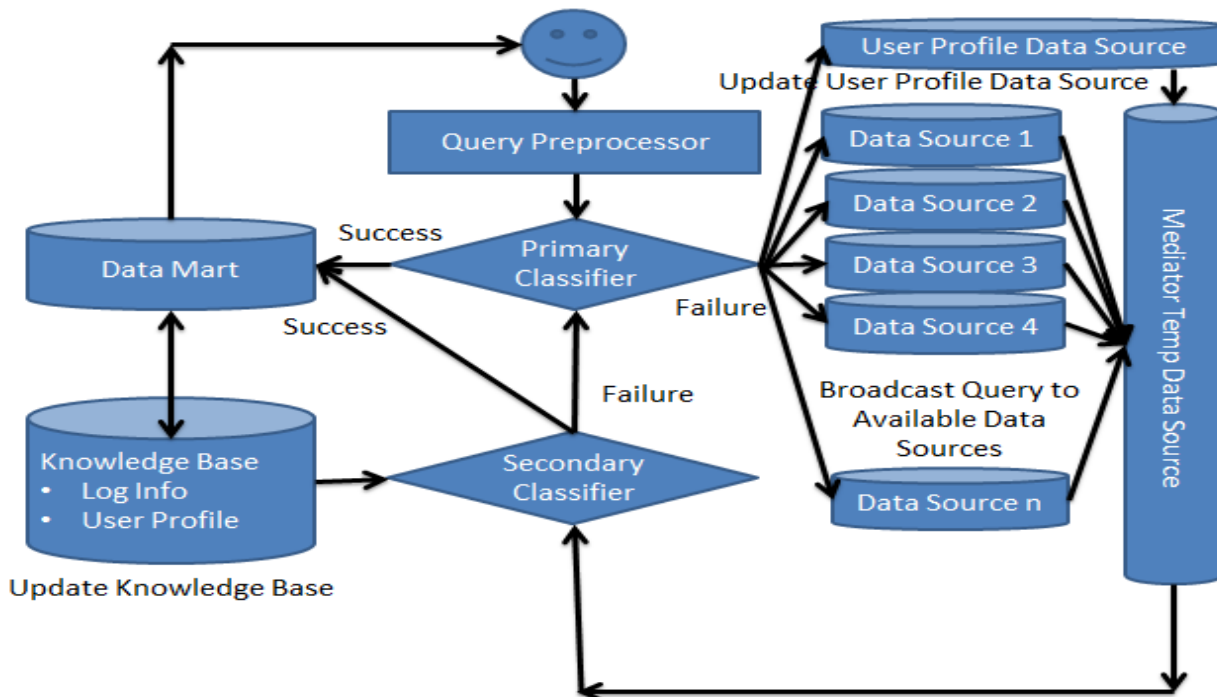 User Profile Data Source
Update User Profile Data Source
Query Preprocessor
Data Source 1
Data Source 2
Data Source 3
Data Source 4
Success
Primary
Classifier
Data Mart
Failure
Success
Mediator Temp Data Source
Failure
Broadcast Query to
Available Data
Sources
Knowledge Base
• Log Info
• User Profile
Secondary
Classifier
Data Source n
Update Knowledge Base